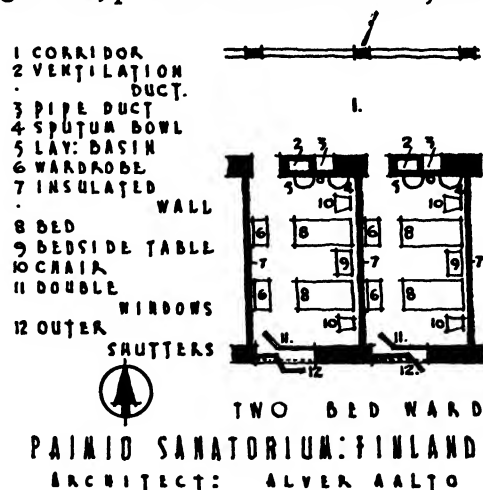 1 CORRIDOR
2 VENTILATION
. DUCT.
3 PIPE DUCT
4 SPUTUM BOWL
5 LAV: BASIN
6 WARDROBE
7 INSULATED
. WALL
8 BED
9 BEDSIDE TABLE
10 CHAIR
11 DOUBLE
WINDOWS
12 OUTER
SHUTTERS
1.
2 3 2 3
5 4 5 4
10 10
6 8 6 8
7 9 7 9 7
6 8 6 8
10 10
11. 11.
12 12.
TWO BED WARD
PAIMIO SANATORIUM: FINLAND
ARCHITECT: ALVER AALTO